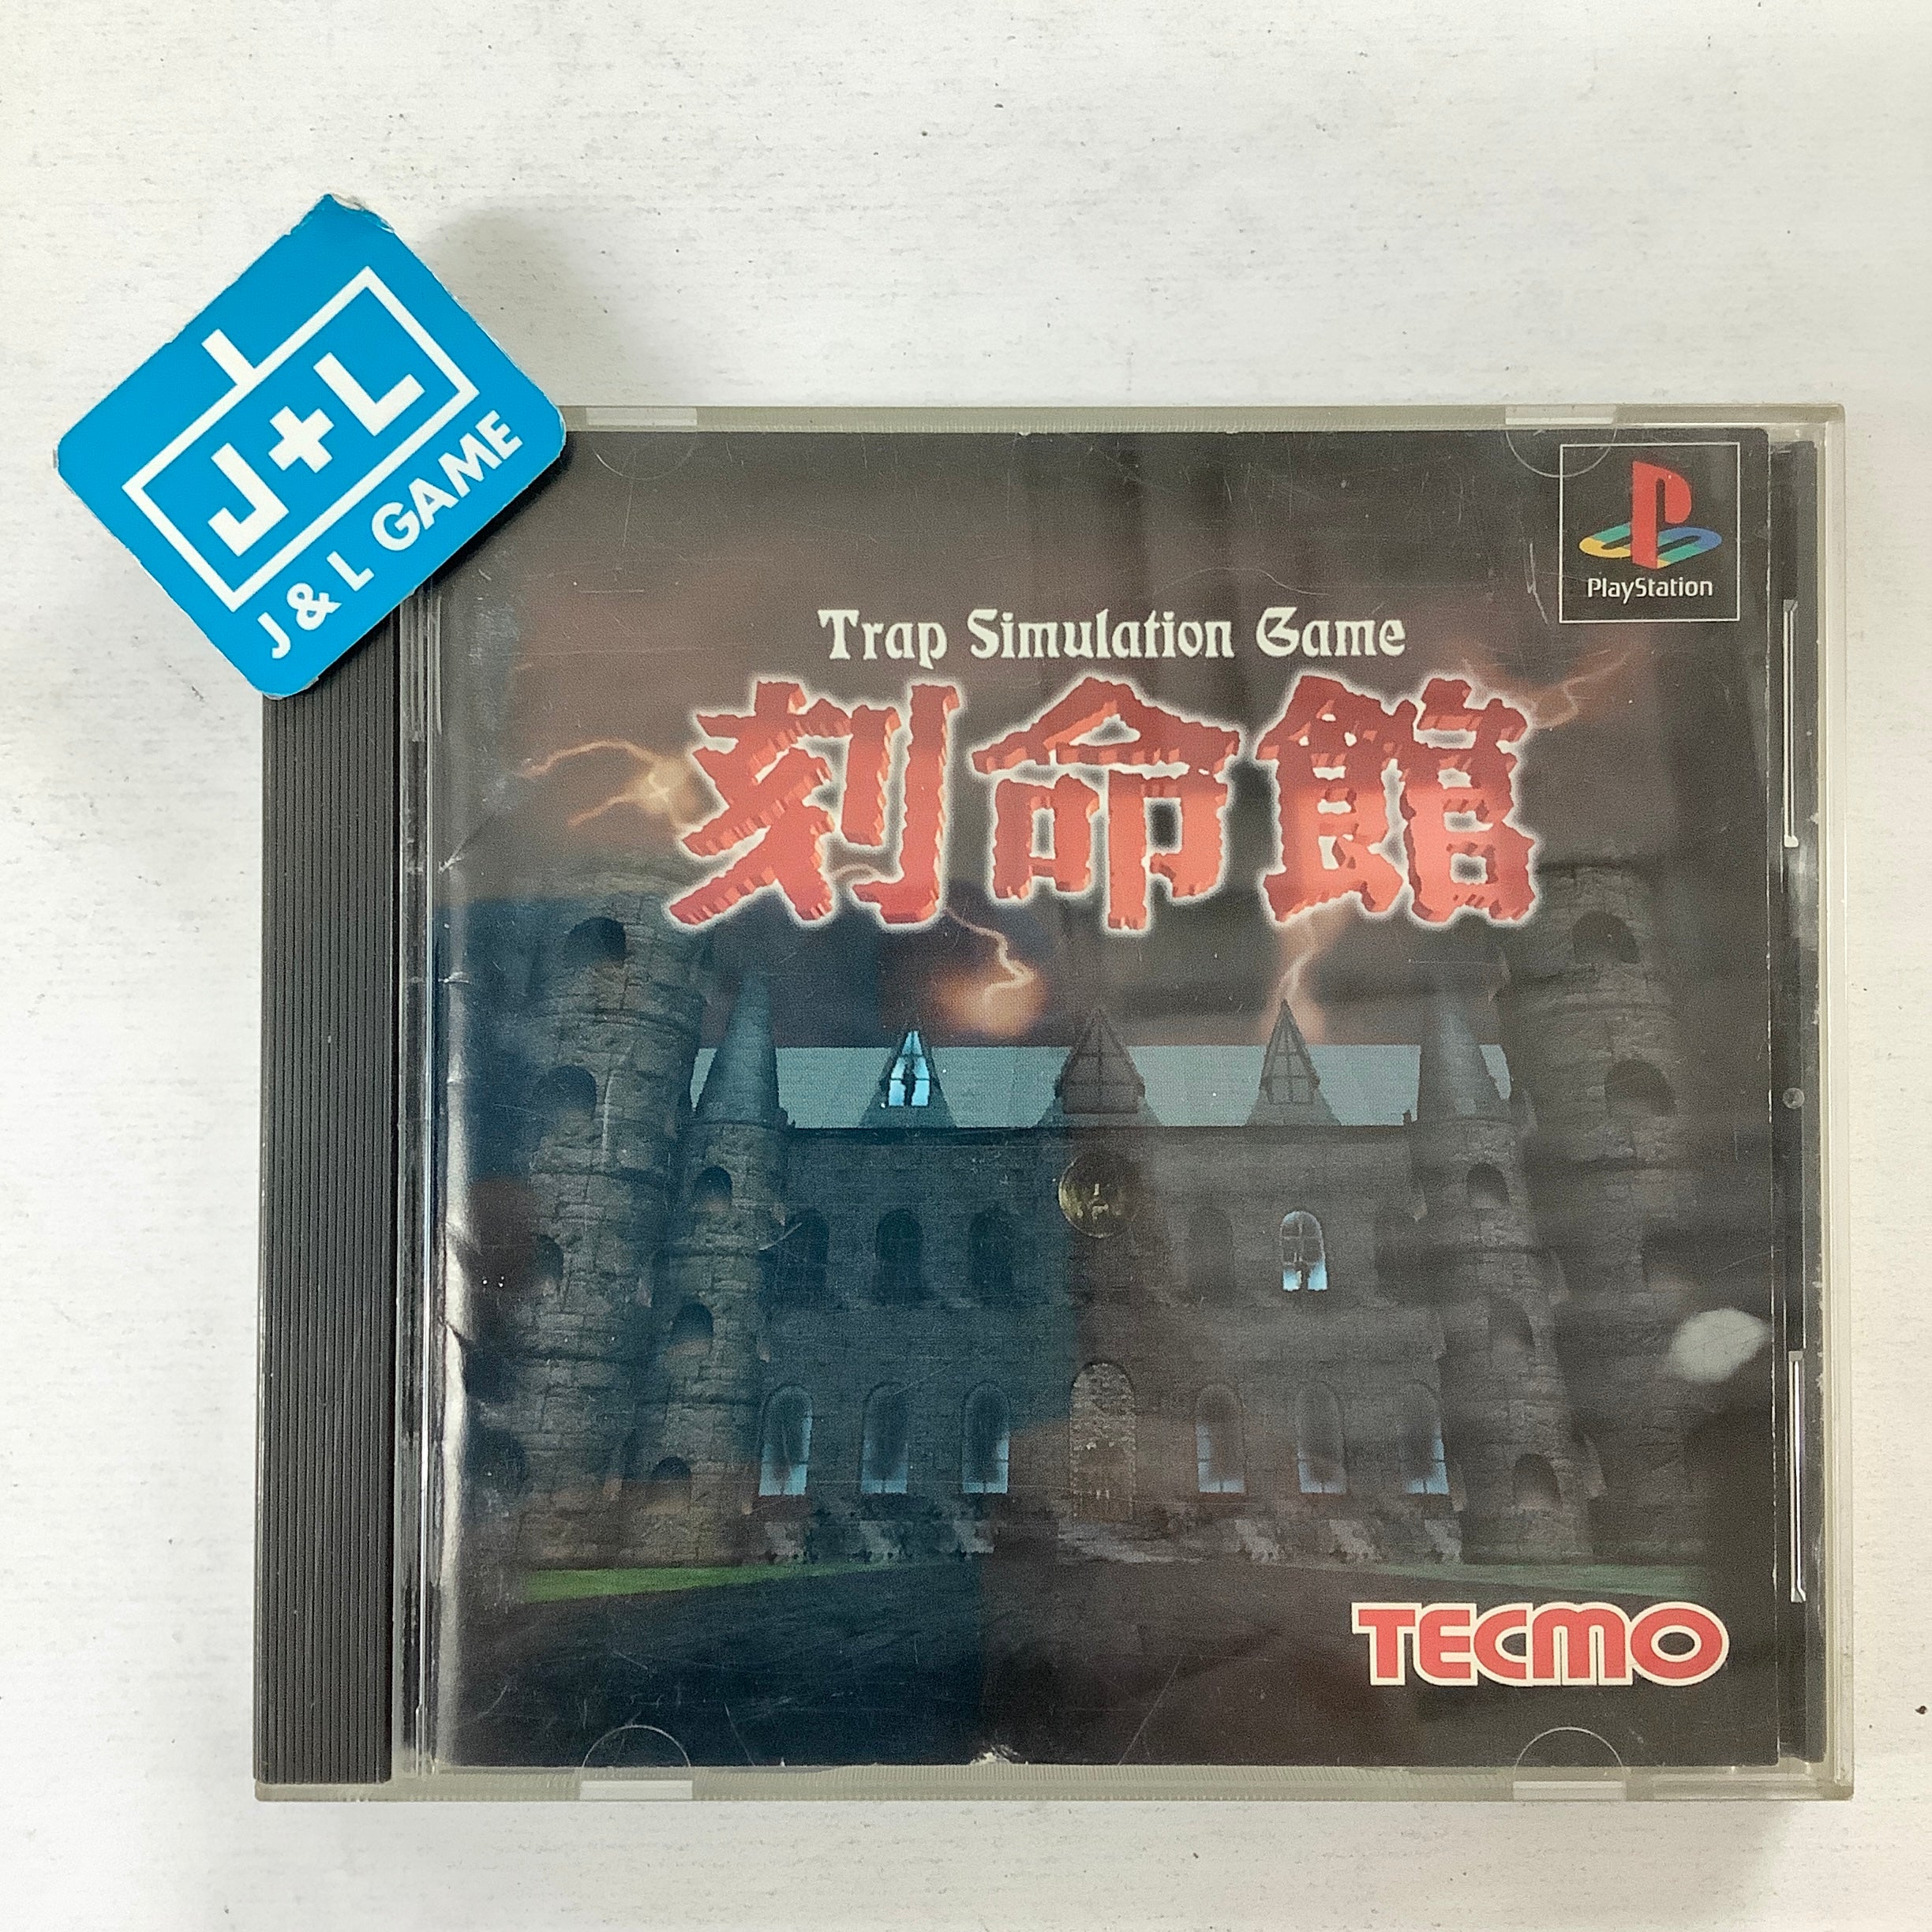 J+L
J & L GAME
PlayStation
Trap Simulation Game
刻命館
TECMO